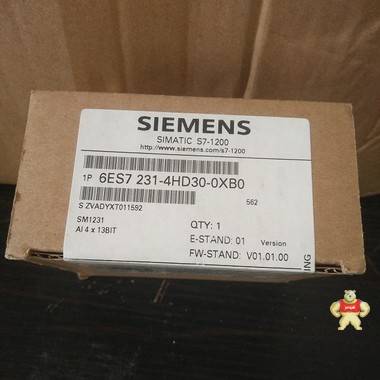 SIEMENS
SIMATIC S7-1200
http://www.siemens.com/s7-1200
1P 6ES7 231-4HD30-0XB0
S ZVADYXT011592
562
SM1231
AI 4 x 13BIT
QTY: 1
E-STAND: 01 Version
FW-STAND: V01.01.00
ING